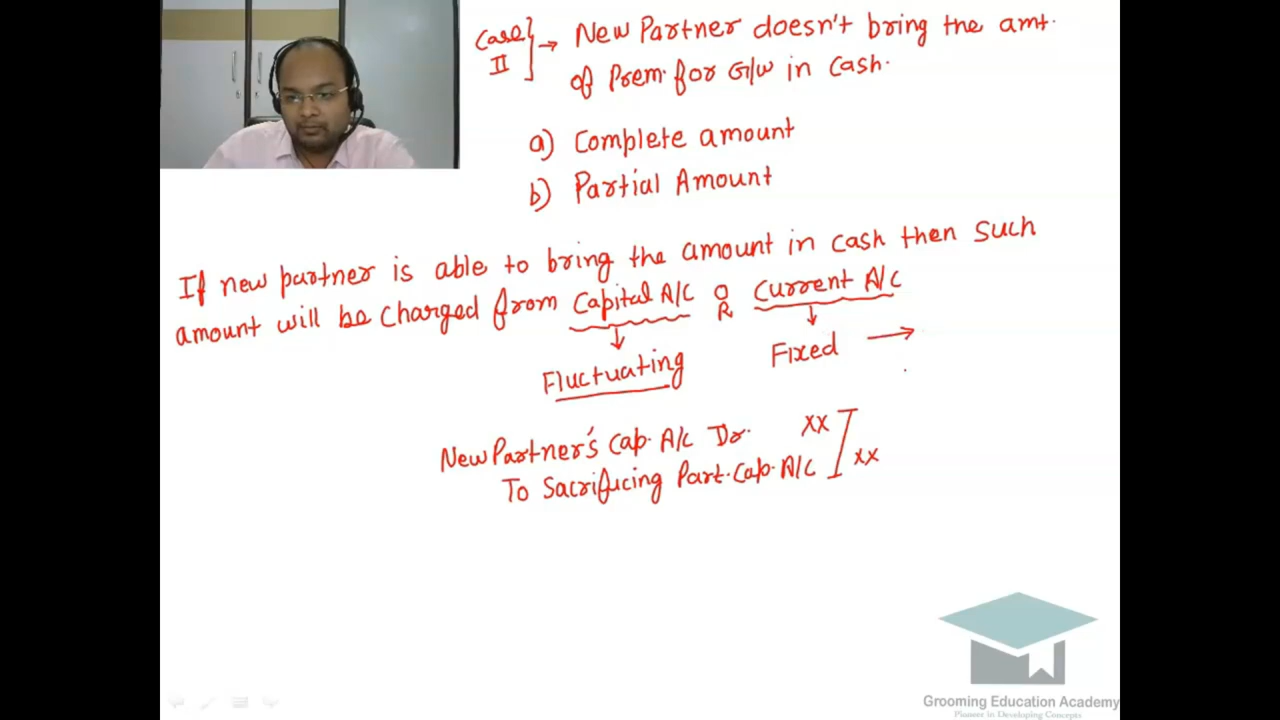 Case II → New Partner doesn't bring the amt.
of Prem. for G/w in cash.
a) Complete amount
b) Partial Amount
If new partner is able to bring the amount in cash then such
amount will be charged from Capital A/C OR Current A/C
Fluctuating
Fixed →
New Partner's Cap. A/c Dr. xx
To Sacrificing Part. Cap. A/C xx
Grooming Education Academy
Pioneer in Developing Concepts